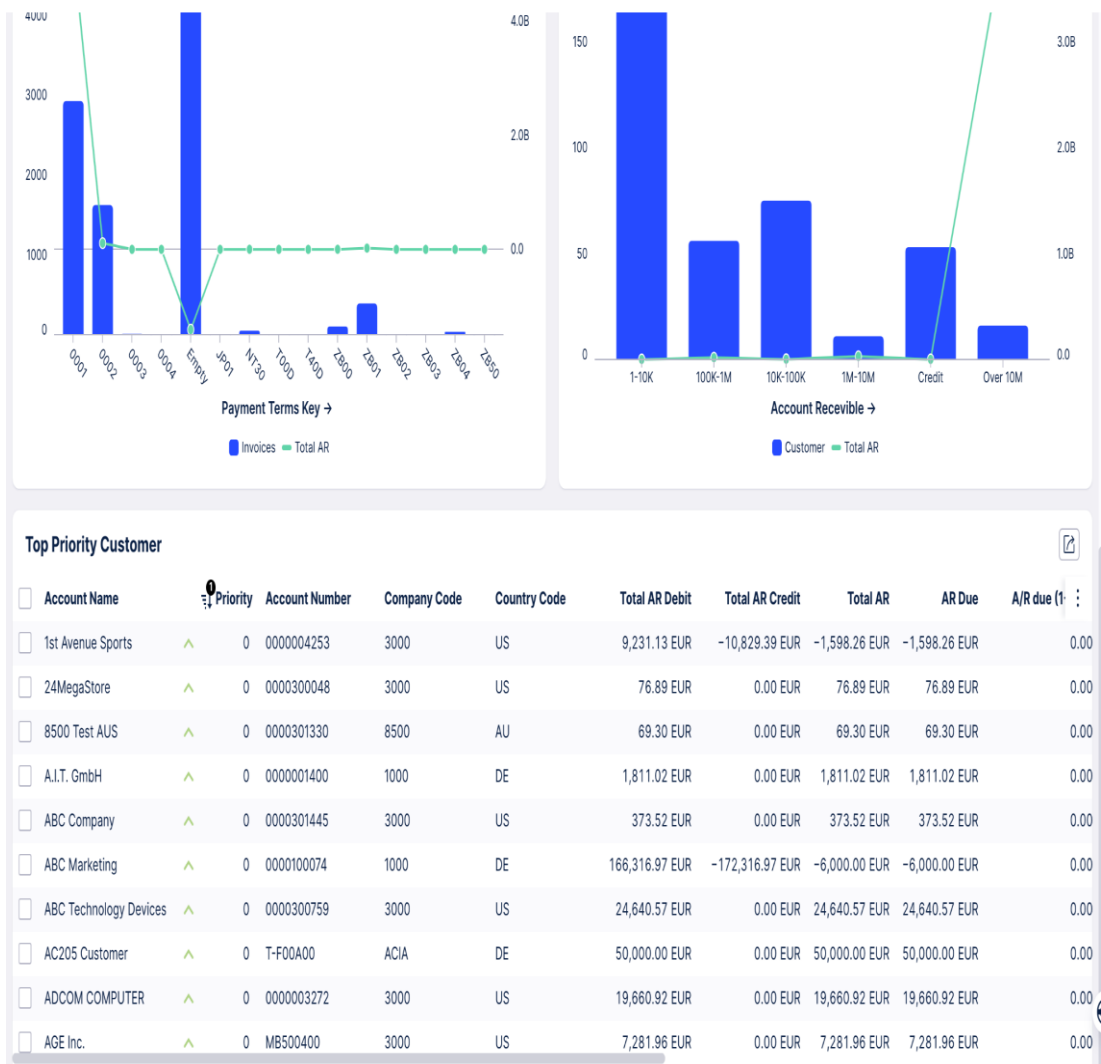 4000
3000
2000
1000
0
4.0B
2.0B
0.0
0001
0002
0003
0004
Empty
JP01
NT30
T00D
T40D
ZB00
ZB01
ZB02
ZB03
ZB04
ZB50
Payment Terms Key →
Invoices Total AR
150
100
50
0
3.0B
2.0B
1.0B
0.0
1-10K 100K-1M 10K-100K 1M-10M Credit Over 10M
Account Recevible →
Customer Total AR
Top Priority Customer
Account Name 1 Priority Account Number Company Code Country Code Total AR Debit Total AR Credit Total AR AR Due A/R due (1-
1st Avenue Sports 0 0000004253 3000 US 9,231.13 EUR −10,829.39 EUR −1,598.26 EUR −1,598.26 EUR 0.00
24MegaStore 0 0000300048 3000 US 76.89 EUR 0.00 EUR 76.89 EUR 76.89 EUR 0.00
8500 Test AUS 0 0000301330 8500 AU 69.30 EUR 0.00 EUR 69.30 EUR 69.30 EUR 0.00
A.I.T. GmbH 0 0000001400 1000 DE 1,811.02 EUR 0.00 EUR 1,811.02 EUR 1,811.02 EUR 0.00
ABC Company 0 0000301445 3000 US 373.52 EUR 0.00 EUR 373.52 EUR 373.52 EUR 0.00
ABC Marketing 0 0000100074 1000 DE 166,316.97 EUR −172,316.97 EUR −6,000.00 EUR −6,000.00 EUR 0.00
ABC Technology Devices 0 0000300759 3000 US 24,640.57 EUR 0.00 EUR 24,640.57 EUR 24,640.57 EUR 0.00
AC205 Customer 0 T-F00A00 ACIA DE 50,000.00 EUR 0.00 EUR 50,000.00 EUR 50,000.00 EUR 0.00
ADCOM COMPUTER 0 0000003272 3000 US 19,660.92 EUR 0.00 EUR 19,660.92 EUR 19,660.92 EUR 0.00
AGE Inc. 0 MB500400 3000 US 7,281.96 EUR 0.00 EUR 7,281.96 EUR 7,281.96 EUR 0.00